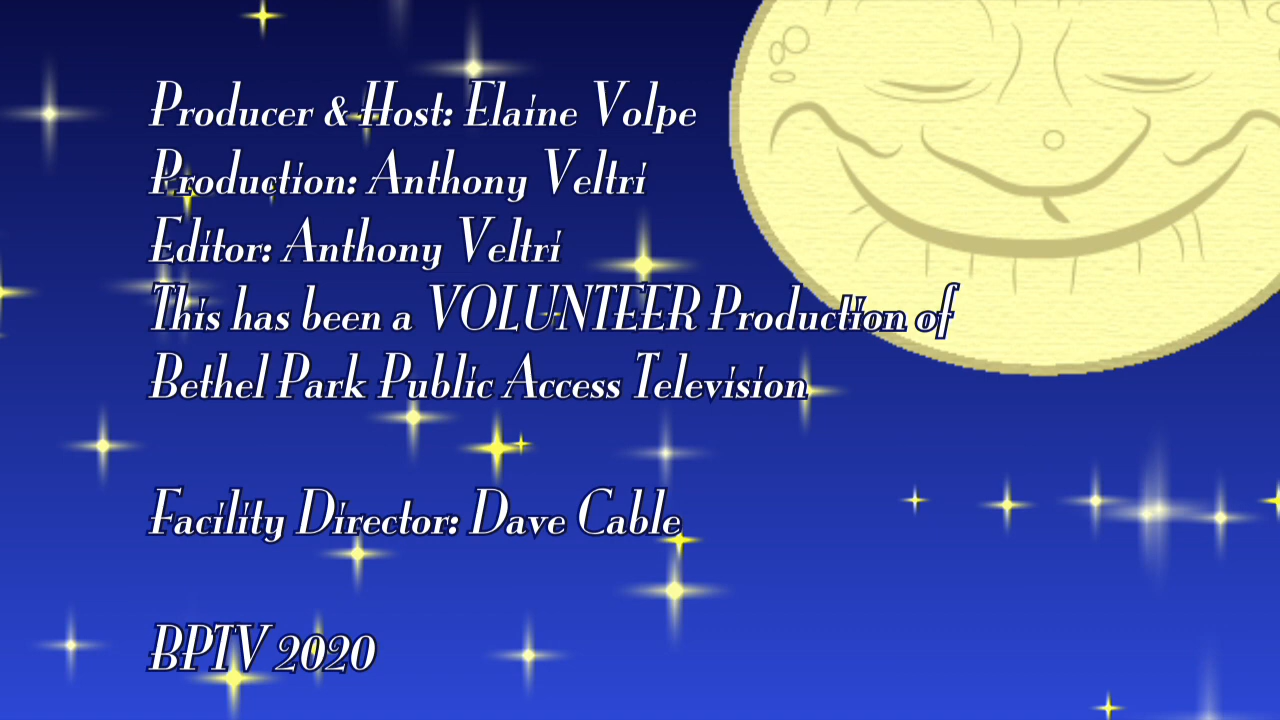 Producer & Host: Elaine Volpe
Production: Anthony Veltri
Editor: Anthony Veltri
This has been a VOLUNTEER Production of
Bethel Park Public Access Television
Facility Director: Dave Cable
BPTV 2020